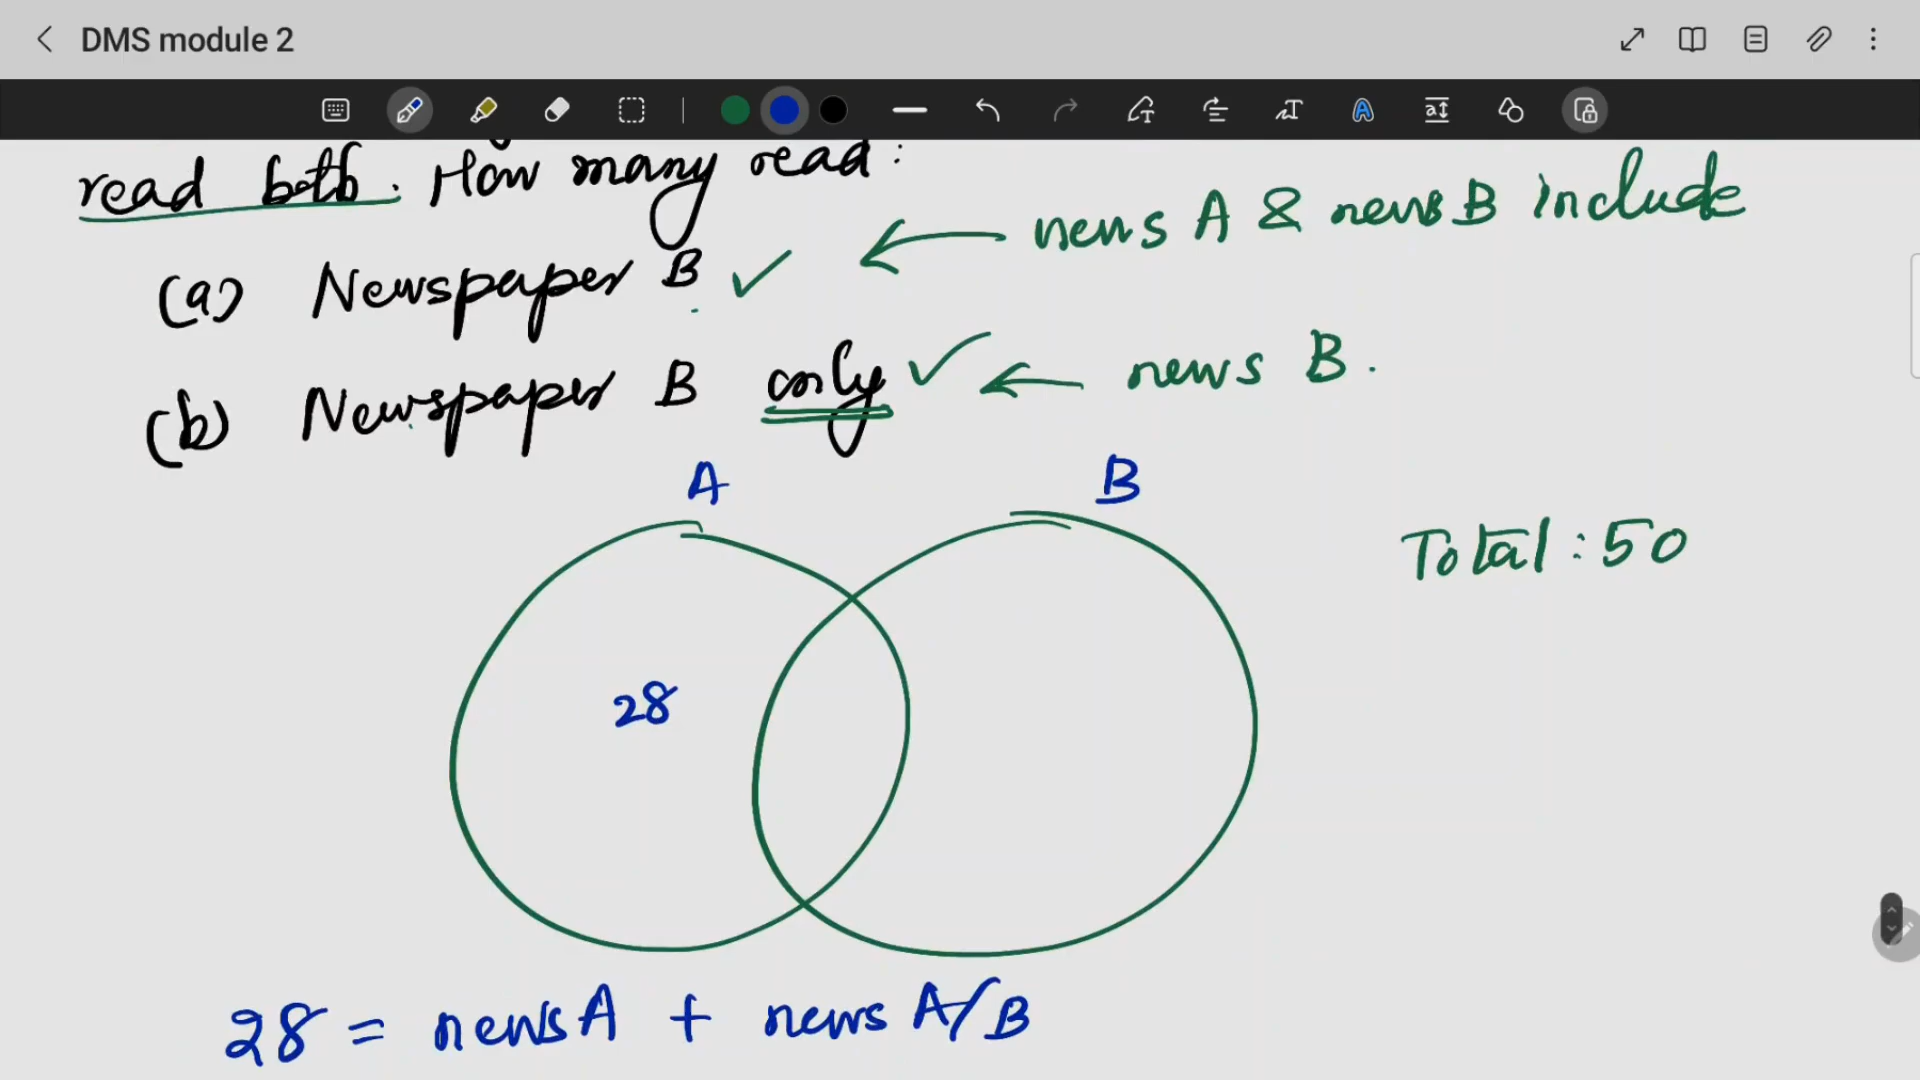 DMS module 2
read both. How many read:
news A & news B include
(a) Newspaper B ✓ ←
(b) Newspaper B only ✓ ← news B.
A B
Total : 50
28
28 = news A + news A/B